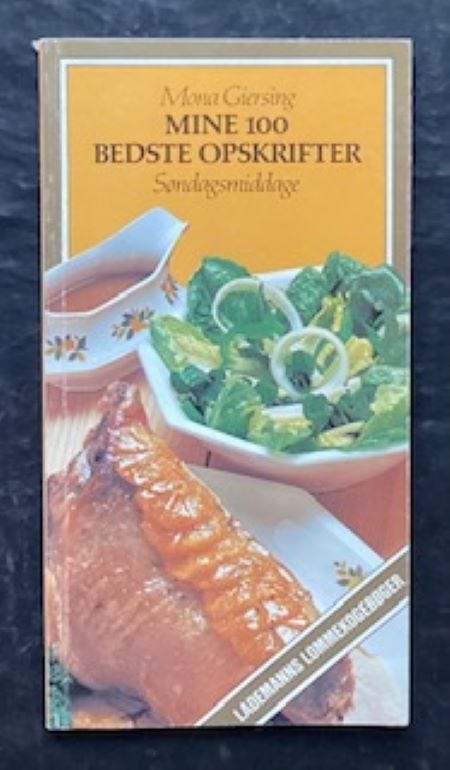 Mona Giersing
MINE 100
BEDSTE OPSKRIFTER
Søndagsmiddage
LADEMANNS LOMMEKOGEBØGER